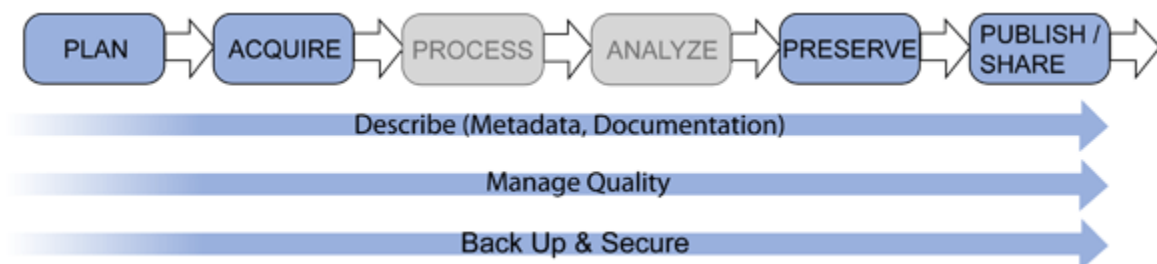 PLAN
ACQUIRE
PROCESS
ANALYZE
PRESERVE
PUBLISH /
SHARE
Describe (Metadata, Documentation)
Manage Quality
Back Up & Secure